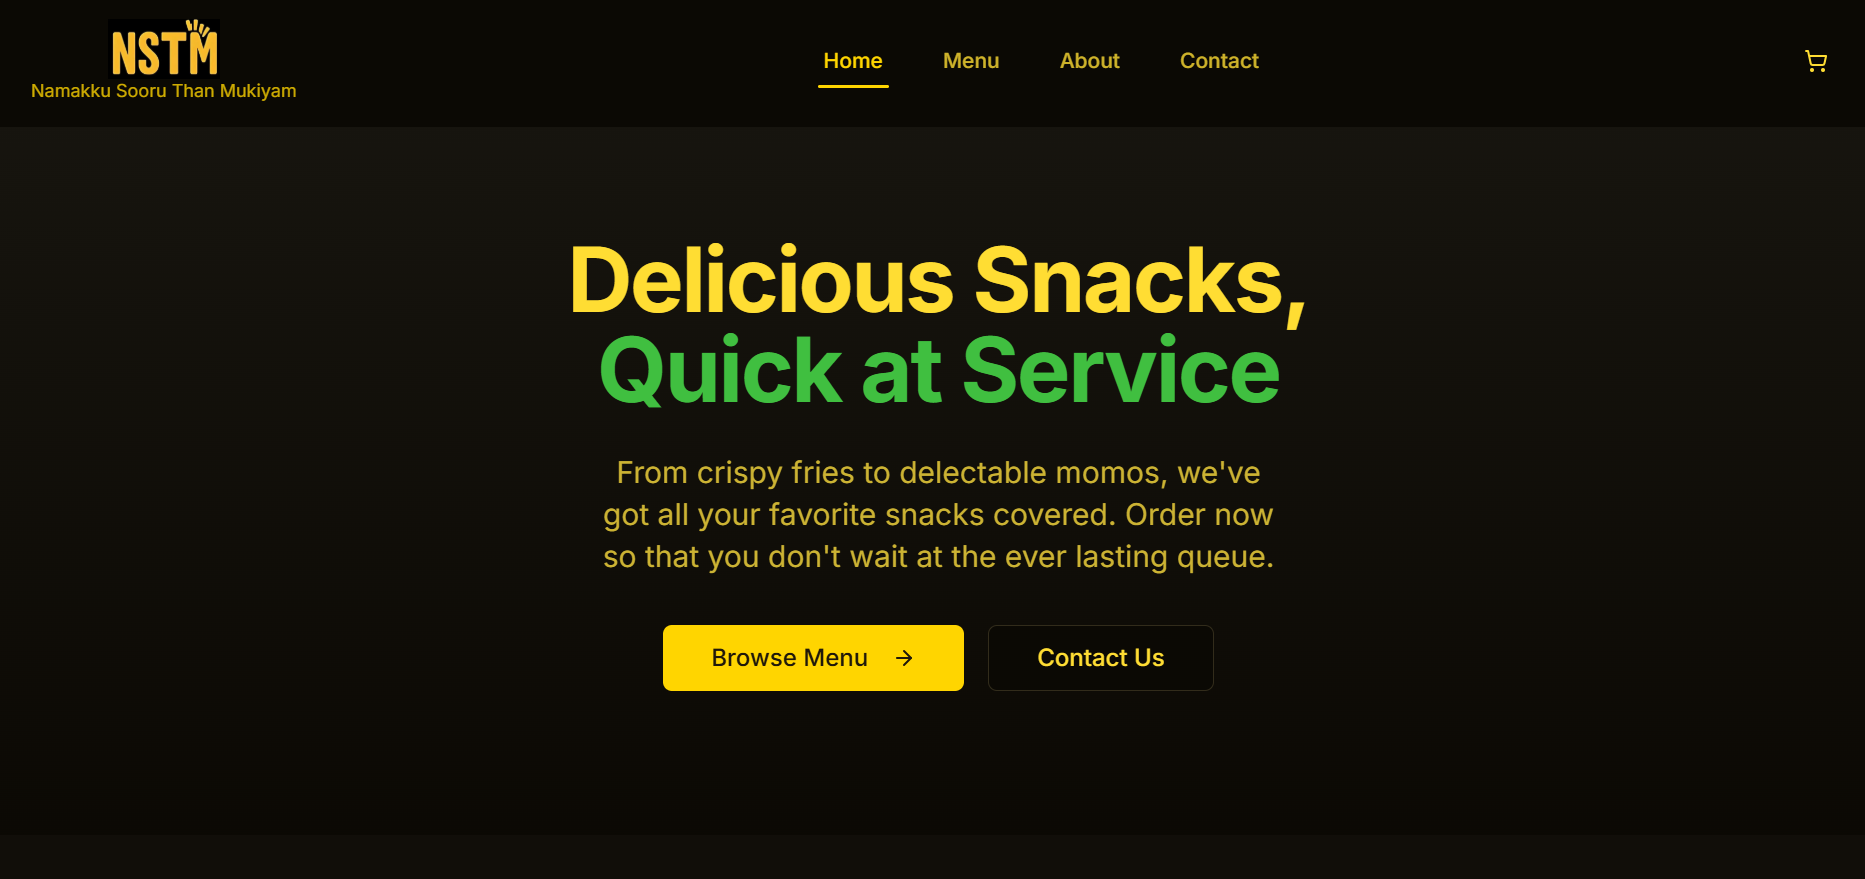 NSTM
Namakku Sooru Than Mukiyam
Home
Menu
About
Contact
Delicious Snacks,
Quick at Service
From crispy fries to delectable momos, we've
got all your favorite snacks covered. Order now
so that you don't wait at the ever lasting queue.
Browse Menu
Contact Us